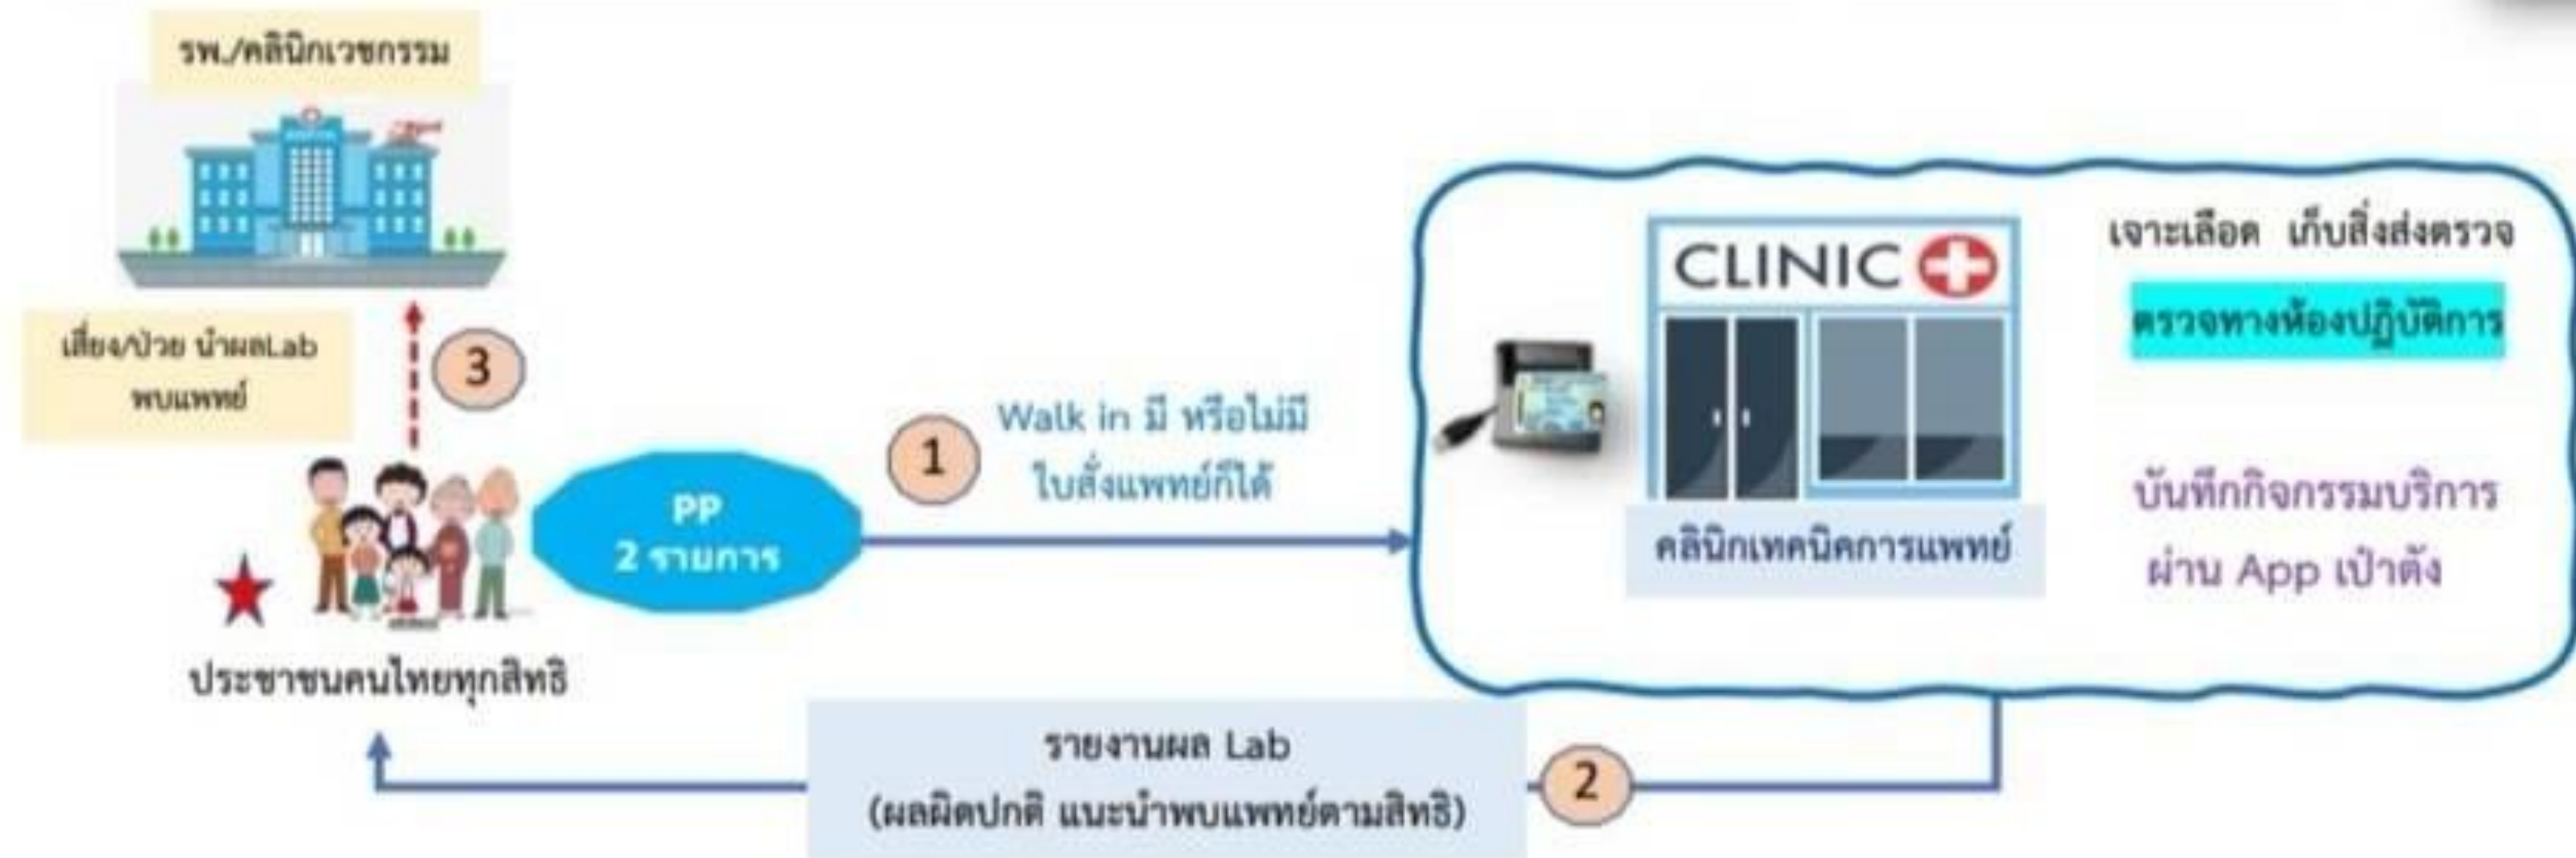 รพ./คลินิกเวชกรรม
เสี่ยง/ป่วย นำผลLab
พบแพทย์
3
ประชาชนคนไทยทุกสิทธิ
PP
2 รายการ
1
Walk in มี หรือไม่มี
ใบสั่งแพทย์ก็ได้
CLINIC
คลินิกเทคนิคการแพทย์
เจาะเลือด เก็บสิ่งส่งตรวจ
ตรวจทางห้องปฏิบัติการ
บันทึกกิจกรรมบริการ
ผ่าน App เป๋าตัง
2
รายงานผล Lab
(ผลผิดปกติ แนะนำพบแพทย์ตามสิทธิ)